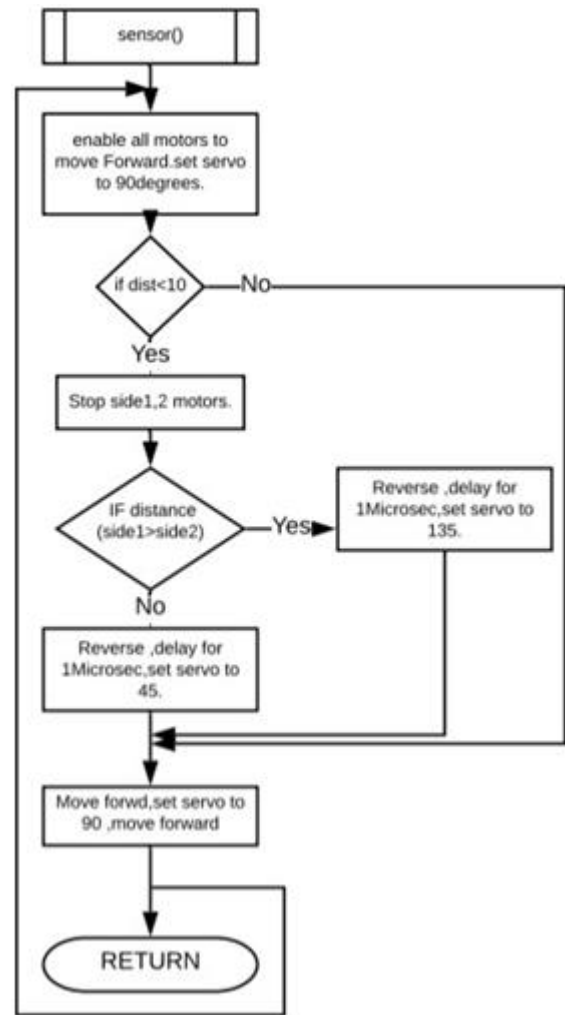 sensor()
enable all motors to
move Forward.set servo
to 90degrees.
if dist<10
No
Yes
Stop side1,2 motors.
IF distance
(side1>side2)
Yes
Reverse ,delay for
1Microsec,set servo to
135.
No
Reverse ,delay for
1Microsec,set servo to
45.
Move forwd,set servo to
90 ,move forward
RETURN